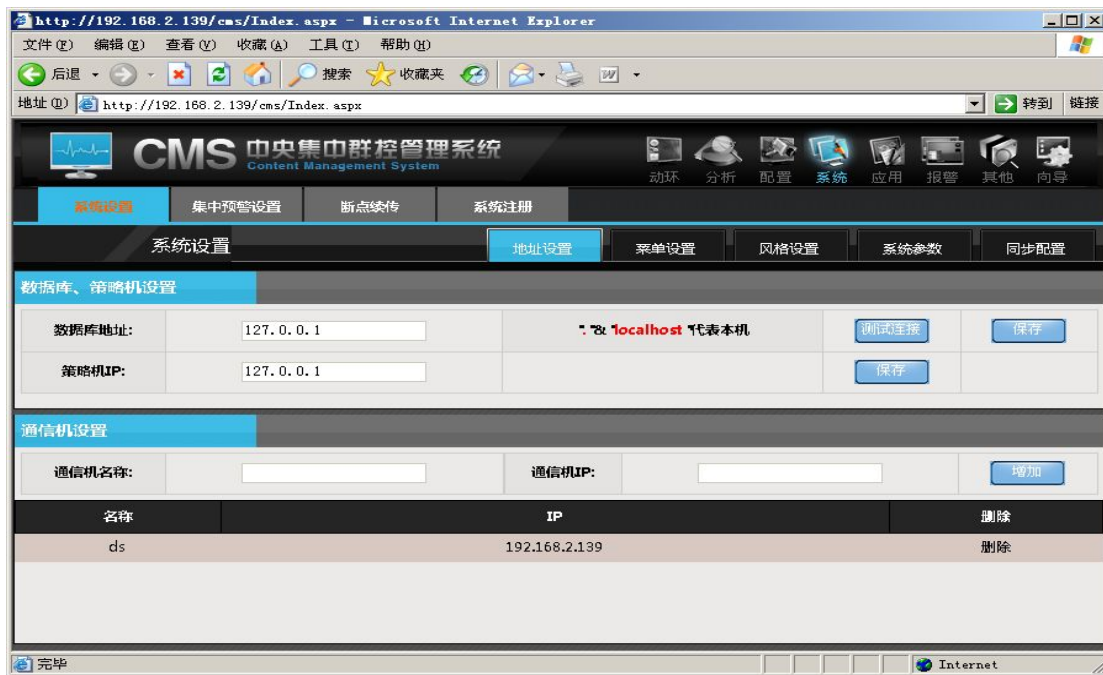 http://192.168.2.139/cms/Index.aspx - Microsoft Internet Explorer
文件(F) 编辑(E) 查看(V) 收藏(A) 工具(T) 帮助(H)
后退 搜索 收藏夹
地址(D) http://192.168.2.139/cms/Index.aspx 转到 链接
CMS 中央集中群控管理系统
Content Management System
动环 分析 配置 系统 应用 报警 其他 向导
系统设置 集中预警设置 断点续传 系统注册
系统设置 地址设置 菜单设置 风格设置 系统参数 同步配置
数据库、策略机设置
数据库地址: 127.0.0.1 "."& "localhost "代表本机 测试连接 保存
策略机IP: 127.0.0.1 保存
通信机设置
通信机名称: 通信机IP: 增加
名称 IP 删除
ds 192.168.2.139 删除
完毕 Internet